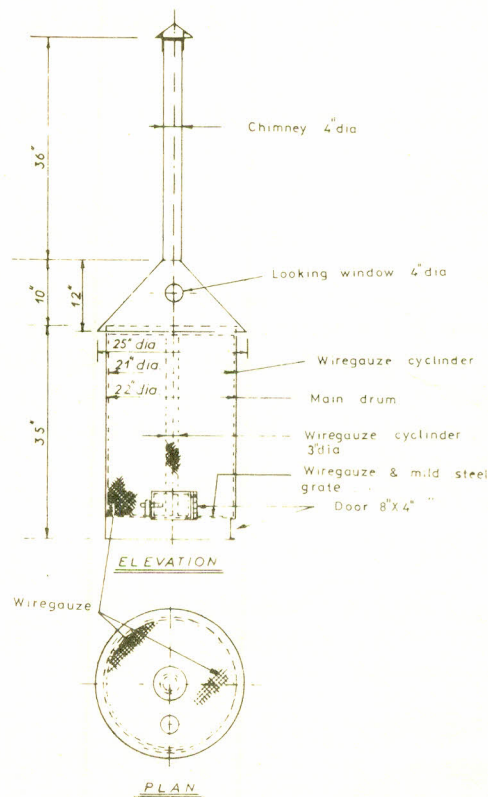 Chimney 4" dia
36"
Looking window 4" dia
10"
12"
25" dia
21" dia
22" dia
Wiregauze cyclinder
Main drum
35"
Wiregauze cyclinder
3" dia
Wiregauze & mild steel
grate
Door 8"X 4"
ELEVATION
Wiregauze
PLAN